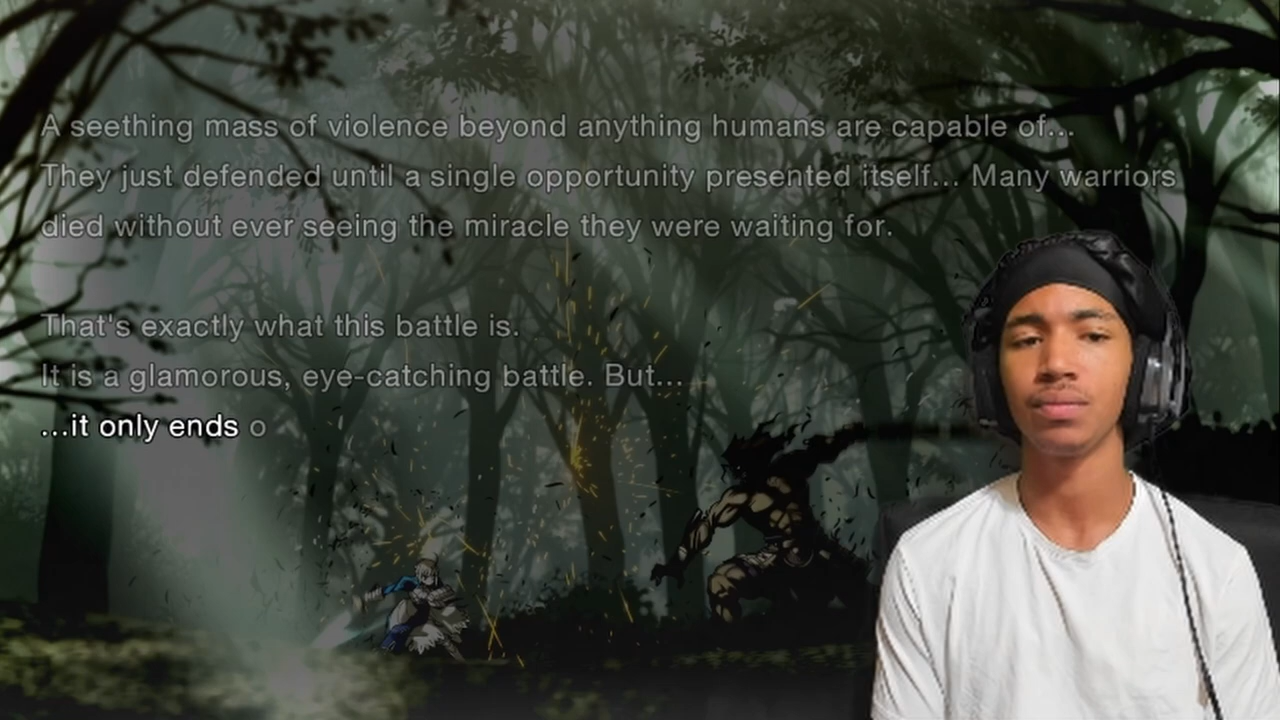 A seething mass of violence beyond anything humans are capable of...
They just defended until a single opportunity presented itself... Many warriors
died without ever seeing the miracle they were waiting for.
That's exactly what this battle is.
It is a glamorous, eye-catching battle. But...
...it only ends o